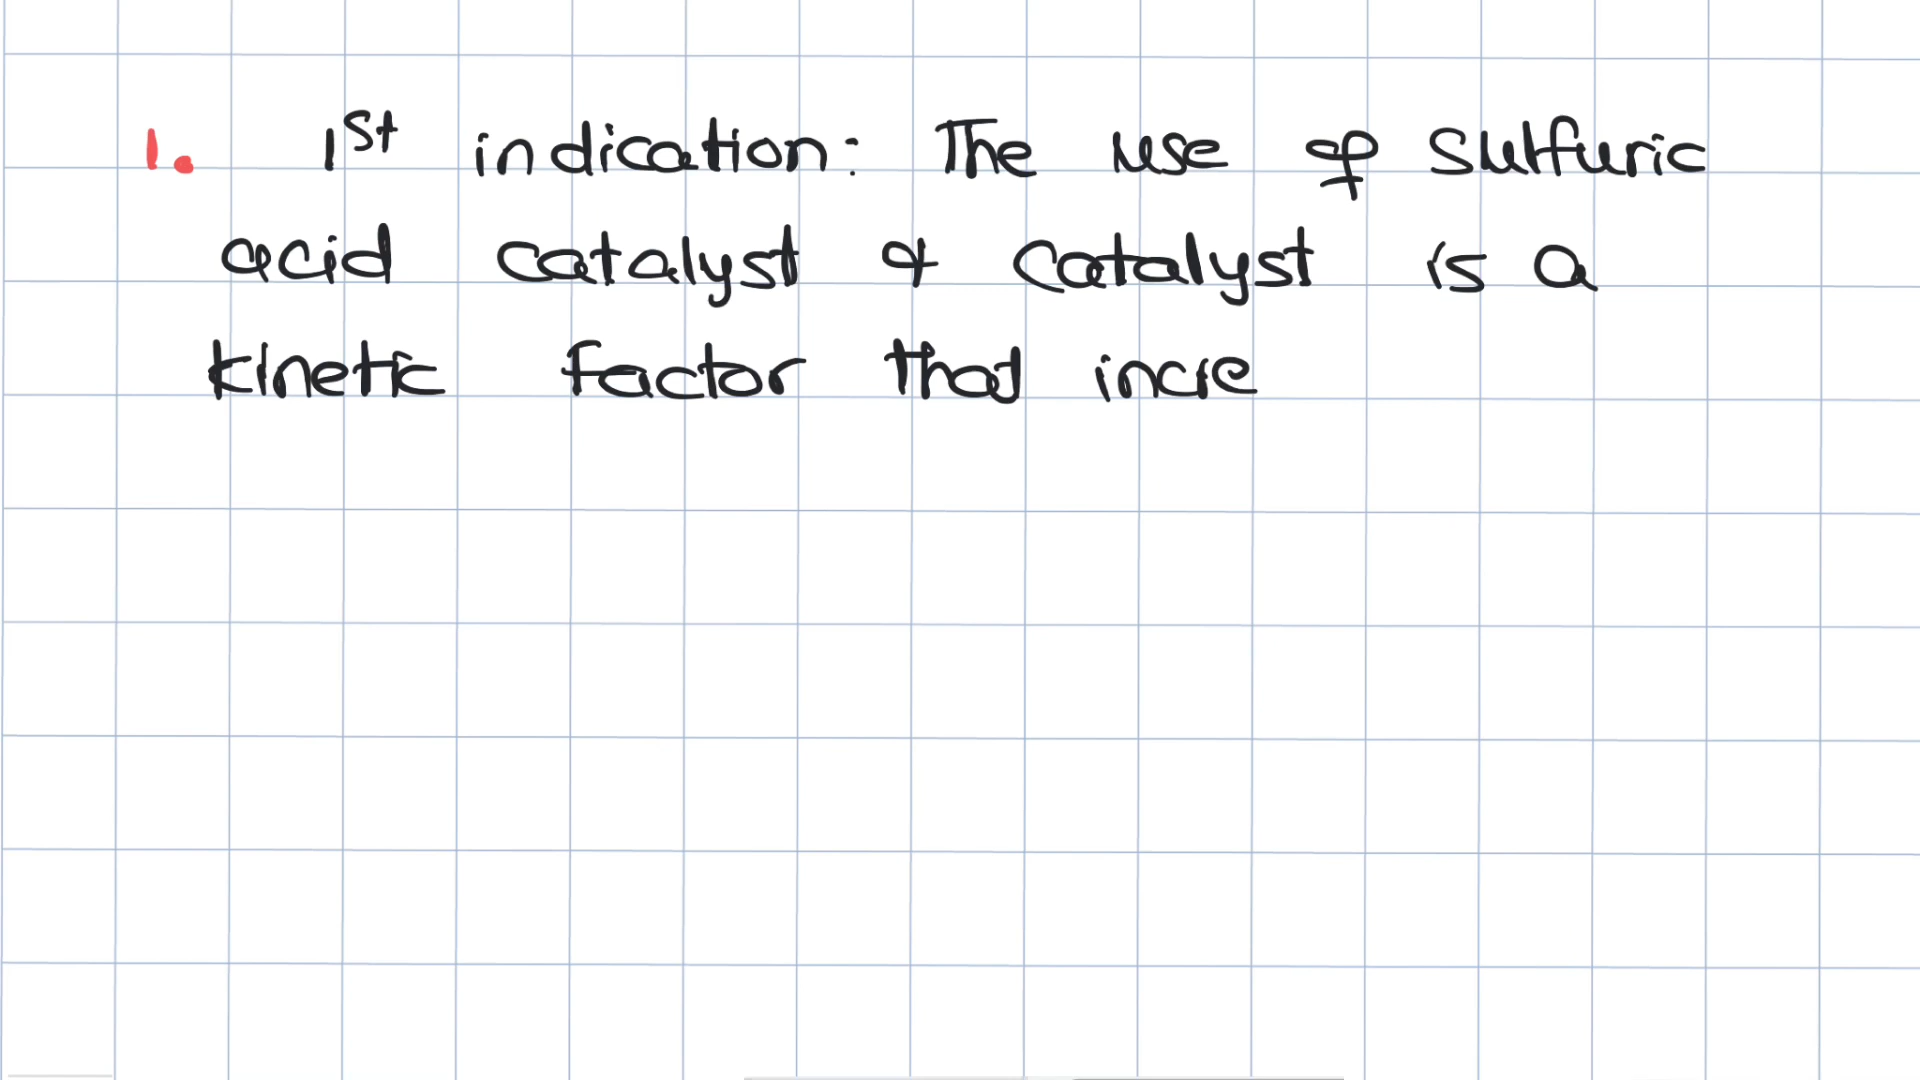 1. 1st indication: The use of sulfuric
acid catalyst & catalyst is a
kinetic factor that incre